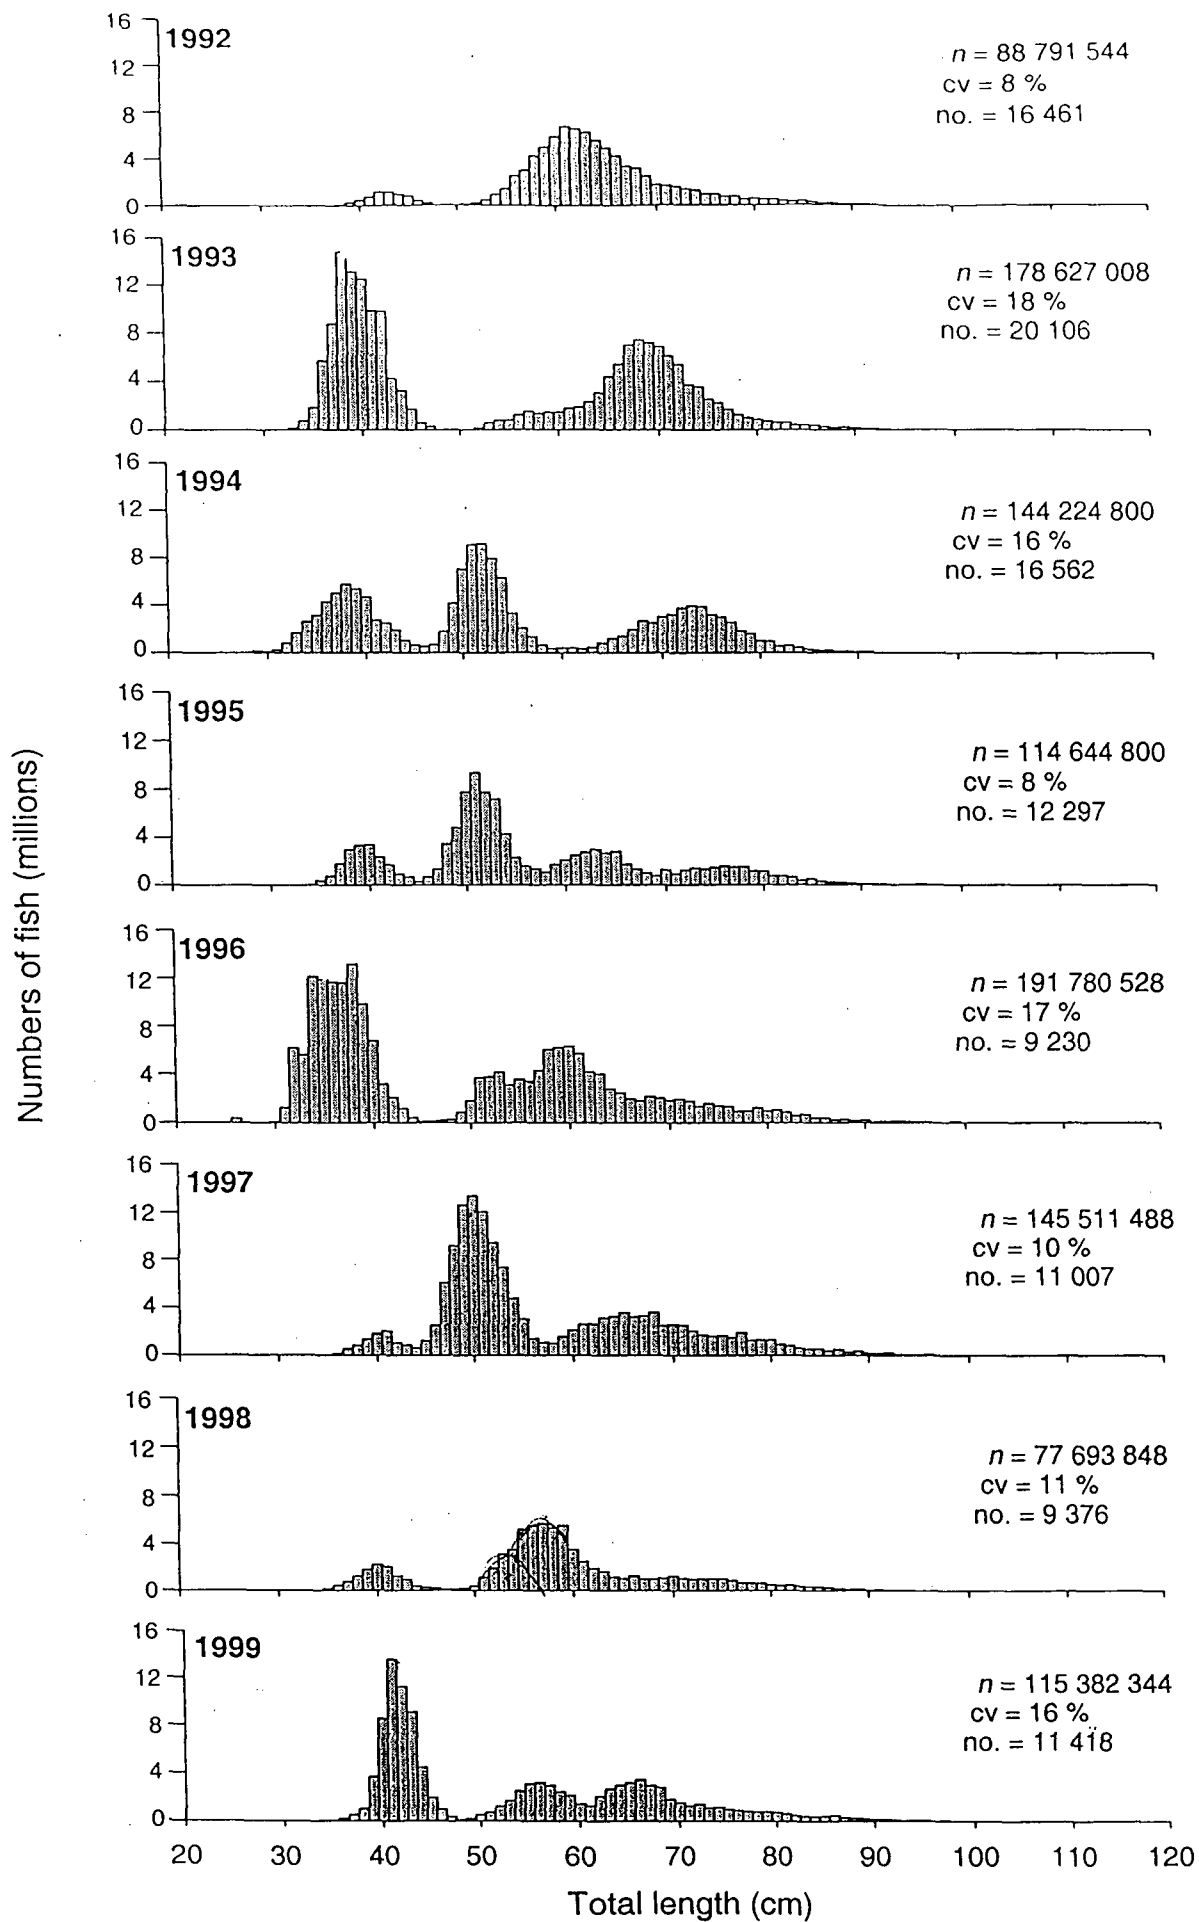 16
1992
12
8
4
0
n = 88 791 544
cv = 8 %
no. = 16 461
16
1993
12
8
4
0
n = 178 627 008
cv = 18 %
no. = 20 106
16
1994
12
8
4
0
n = 144 224 800
cv = 16 %
no. = 16 562
16
1995
12
8
4
0
n = 114 644 800
cv = 8 %
no. = 12 297
16
1996
12
8
4
0
n = 191 780 528
cv = 17 %
no. = 9 230
16
1997
12
8
4
0
n = 145 511 488
cv = 10 %
no. = 11 007
16
1998
12
8
4
0
n = 77 693 848
cv = 11 %
no. = 9 376
16
1999
12
8
4
0
n = 115 382 344
cv = 16 %
no. = 11 418
20 30 40 50 60 70 80 90 100 110 120
Total length (cm)
Numbers of fish (millions)